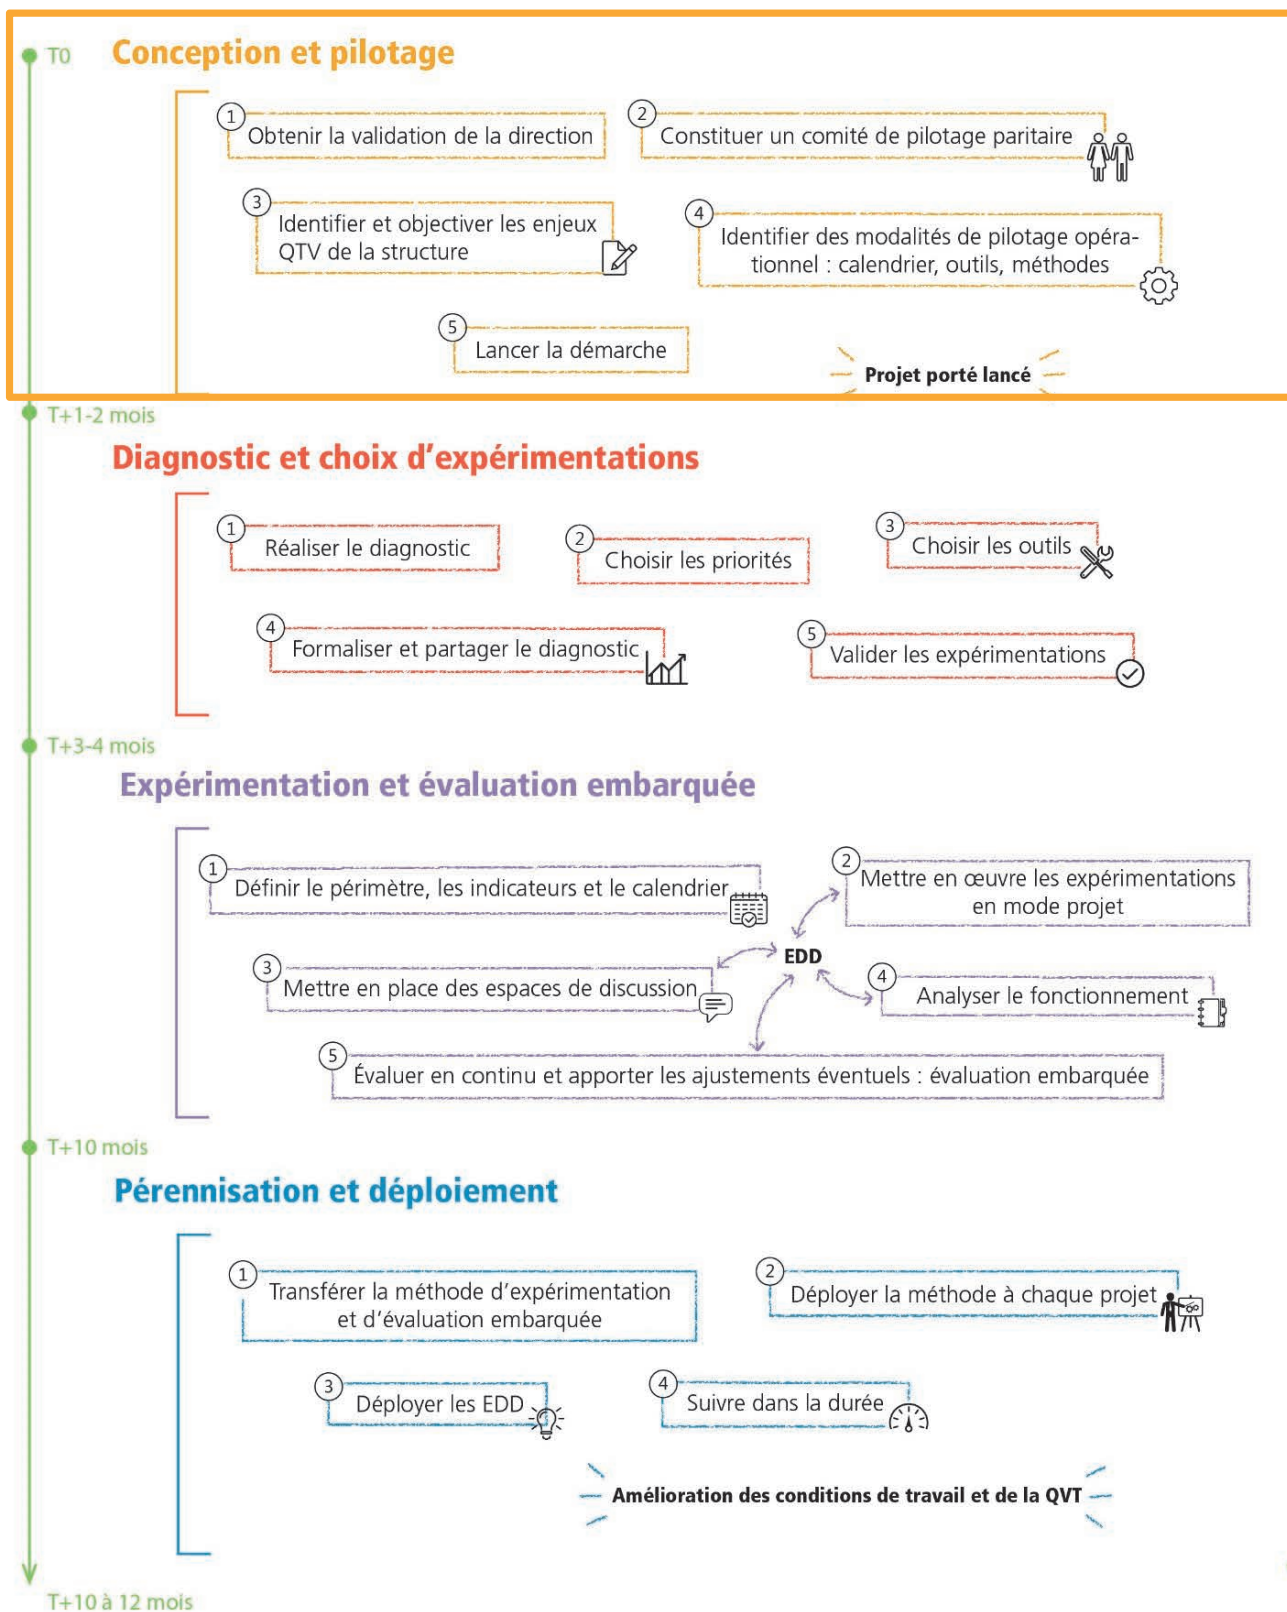 T0
Conception et pilotage
1
Obtenir la validation de la direction
2
Constituer un comité de pilotage paritaire
3
Identifier et objectiver les enjeux
QTV de la structure
4
Identifier des modalités de pilotage opéra-
tionnel : calendrier, outils, méthodes
5
Lancer la démarche
Projet porté lancé
T+1-2 mois
Diagnostic et choix d’expérimentations
1
Réaliser le diagnostic
2
Choisir les priorités
3
Choisir les outils
4
Formaliser et partager le diagnostic
5
Valider les expérimentations
T+3-4 mois
Expérimentation et évaluation embarquée
1
Définir le périmètre, les indicateurs et le calendrier
2
Mettre en œuvre les expérimentations
en mode projet
EDD
3
Mettre en place des espaces de discussion
4
Analyser le fonctionnement
5
Évaluer en continu et apporter les ajustements éventuels : évaluation embarquée
T+10 mois
Pérennisation et déploiement
1
Transférer la méthode d’expérimentation
et d’évaluation embarquée
2
Déployer la méthode à chaque projet
3
Déployer les EDD
4
Suivre dans la durée
Amélioration des conditions de travail et de la QVT
T+10 à 12 mois